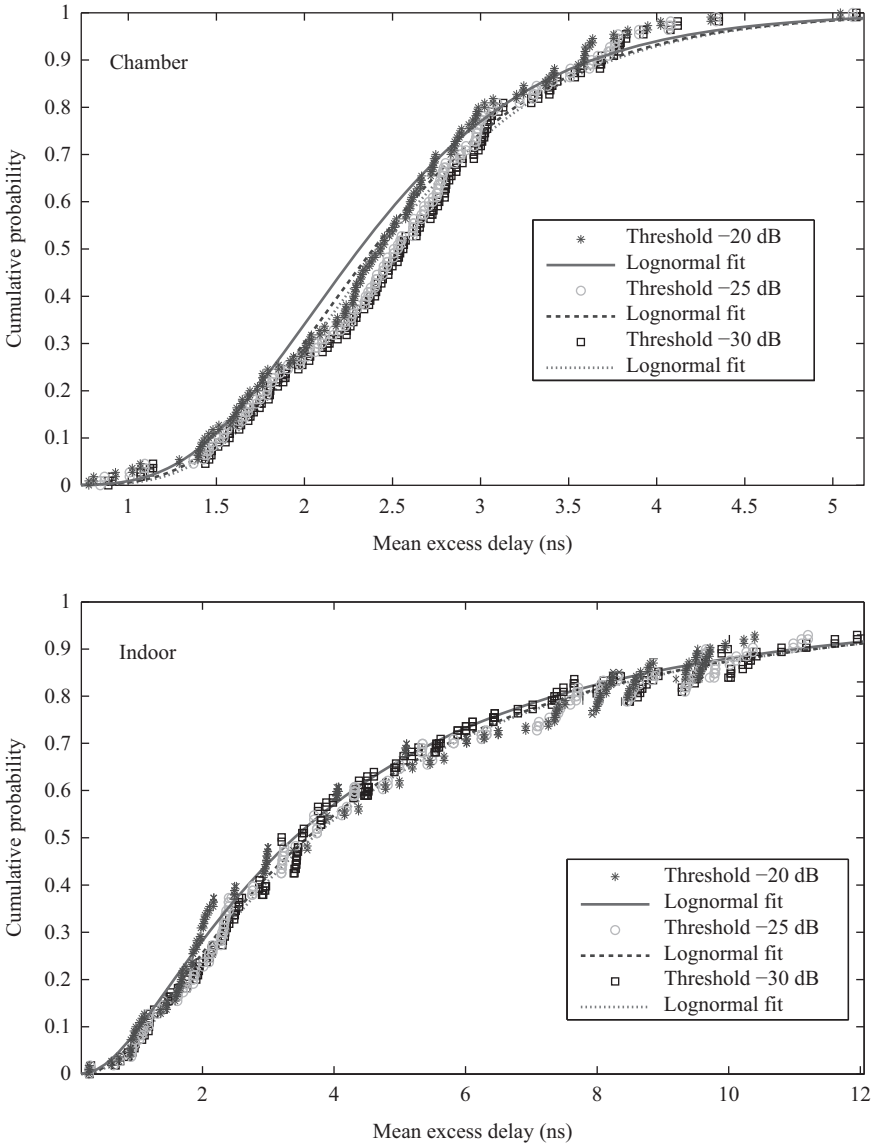 1
0.9
0.8
0.7
0.6
0.5
0.4
0.3
0.2
0.1
0
Cumulative probability
Chamber
Threshold −20 dB
Lognormal fit
Threshold −25 dB
Lognormal fit
Threshold −30 dB
Lognormal fit
1 1.5 2 2.5 3 3.5 4 4.5 5
Mean excess delay (ns)
1
0.9
0.8
0.7
0.6
0.5
0.4
0.3
0.2
0.1
0
Cumulative probability
Indoor
Threshold −20 dB
Lognormal fit
Threshold −25 dB
Lognormal fit
Threshold −30 dB
Lognormal fit
2 4 6 8 10 12
Mean excess delay (ns)